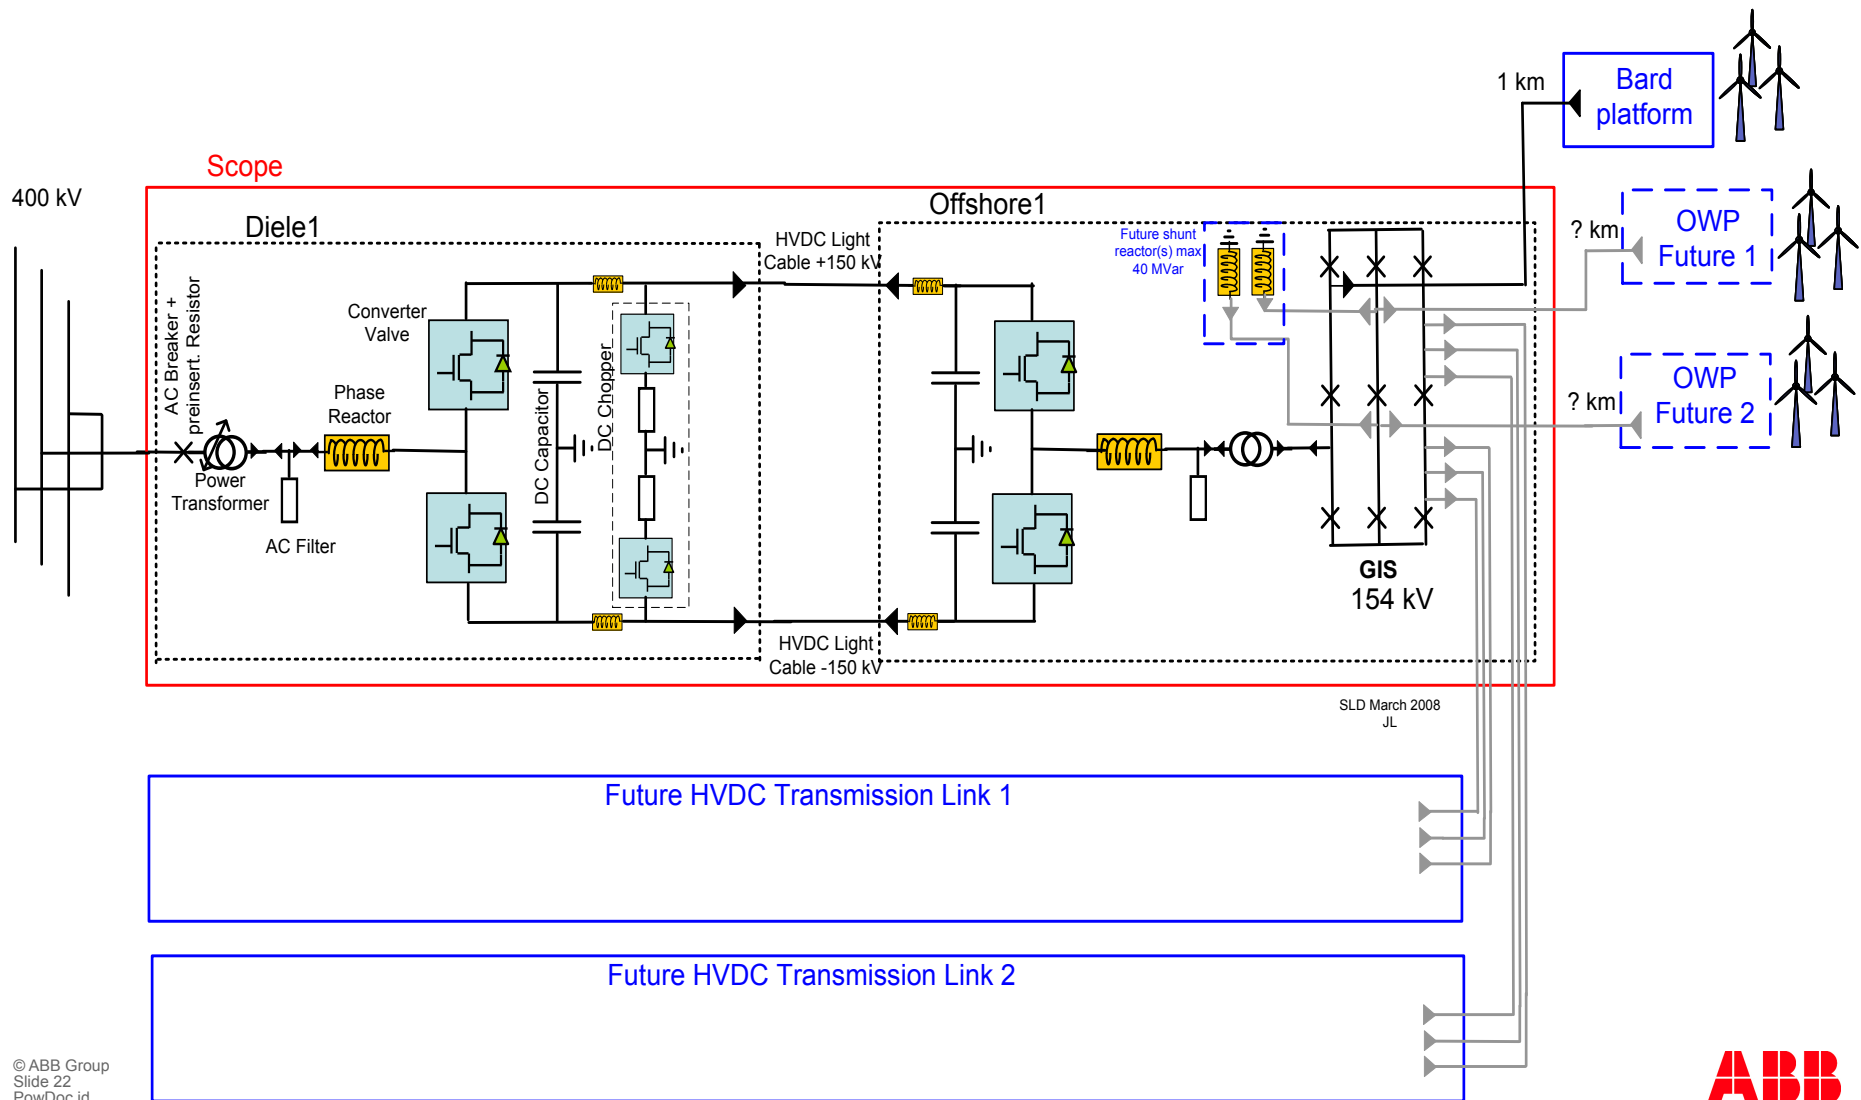 1 km
Bard
platform
Scope
400 kV
Diele1
Offshore1
HVDC Light
Cable +150 kV
Future shunt
reactor(s) max
40 MVar
? km
OWP
Future 1
AC Breaker +
preinsert. Resistor
Converter
Valve
Phase
Reactor
DC Capacitor
DC Chopper
? km
OWP
Future 2
Power
Transformer
AC Filter
GIS
154 kV
HVDC Light
Cable -150 kV
SLD March 2008
JL
Future HVDC Transmission Link 1
Future HVDC Transmission Link 2
© ABB Group
Slide 22
PowDoc id
ABB